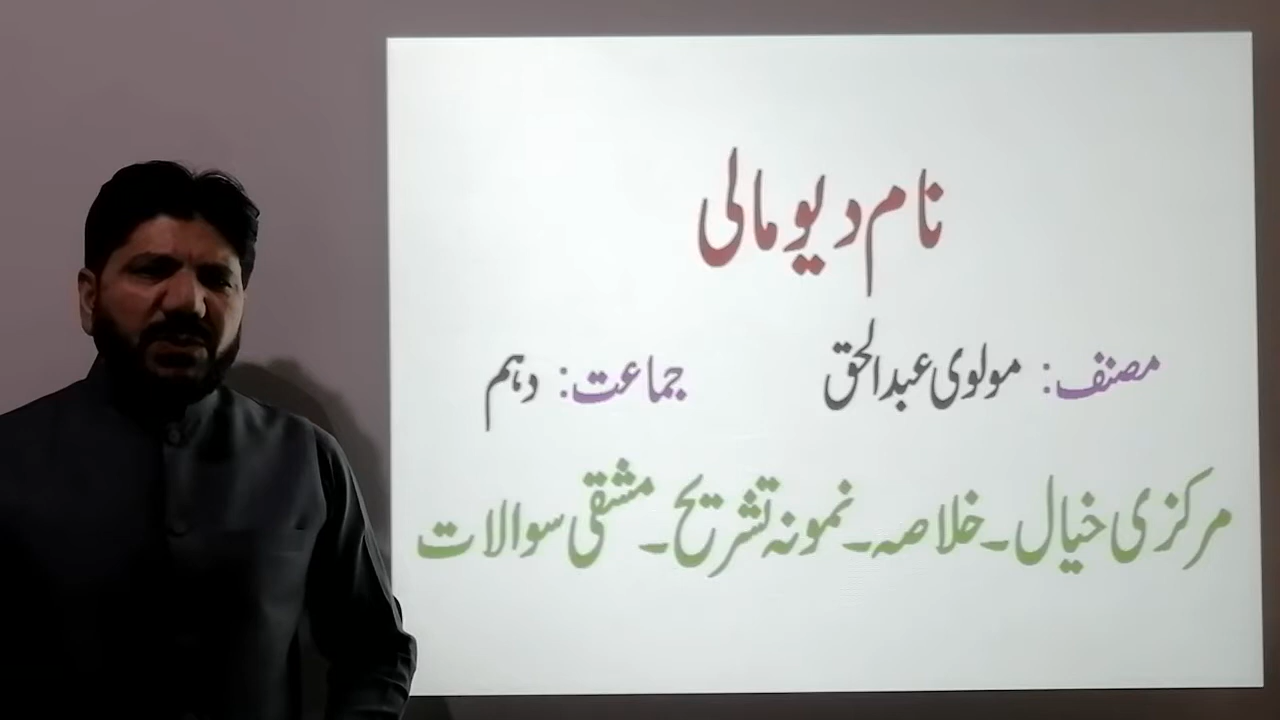 نام دیو مالی
مصنف: مولوی عبدالحق جماعت: دہم
مرکزی خیال۔خلاصہ۔نمونہ تشریح۔مشقی سوالات